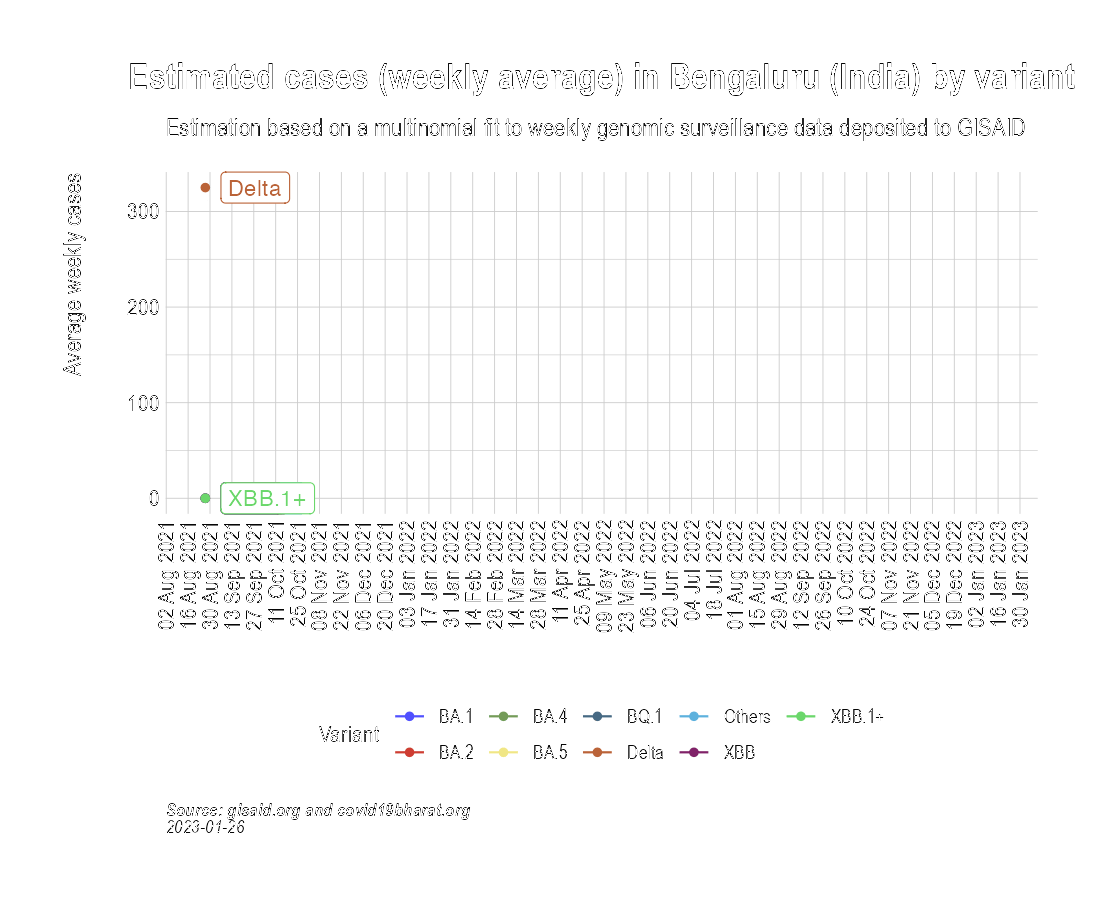 Estimated cases (weekly average) in Bengaluru (India) by variant
Estimation based on a multinomial fit to weekly genomic surveillance data deposited to GISAID
Average weekly cases
300
200
100
0
Delta
XBB.1+
02 Aug 2021
16 Aug 2021
30 Aug 2021
13 Sep 2021
27 Sep 2021
11 Oct 2021
25 Oct 2021
08 Nov 2021
22 Nov 2021
06 Dec 2021
20 Dec 2021
03 Jan 2022
17 Jan 2022
31 Jan 2022
14 Feb 2022
28 Feb 2022
14 Mar 2022
28 Mar 2022
11 Apr 2022
25 Apr 2022
09 May 2022
23 May 2022
06 Jun 2022
20 Jun 2022
04 Jul 2022
18 Jul 2022
01 Aug 2022
15 Aug 2022
29 Aug 2022
12 Sep 2022
26 Sep 2022
10 Oct 2022
24 Oct 2022
07 Nov 2022
21 Nov 2022
05 Dec 2022
19 Dec 2022
02 Jan 2023
16 Jan 2023
30 Jan 2023
Variant
BA.1 BA.4 BQ.1 Others XBB.1+
BA.2 BA.5 Delta XBB
Source: gisaid.org and covid19bharat.org
2023-01-26